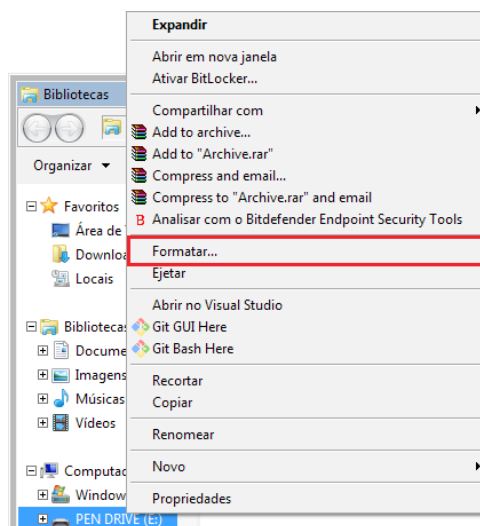 Expandir
Abrir em nova janela
Ativar BitLocker...
Compartilhar com
Add to archive...
Add to "Archive.rar"
Compress and email...
Compress to "Archive.rar" and email
B Analisar com o Bitdefender Endpoint Security Tools
Formatar...
Ejetar
Abrir no Visual Studio
Git GUI Here
Git Bash Here
Recortar
Copiar
Renomear
Novo
Propriedades
Bibliotecas
Organizar
Favoritos
Área de
Downloa
Locais
Bibliotecas
Docume
Imagens
Músicas
Vídeos
Computad
Window
PEN DRIVE (E:)